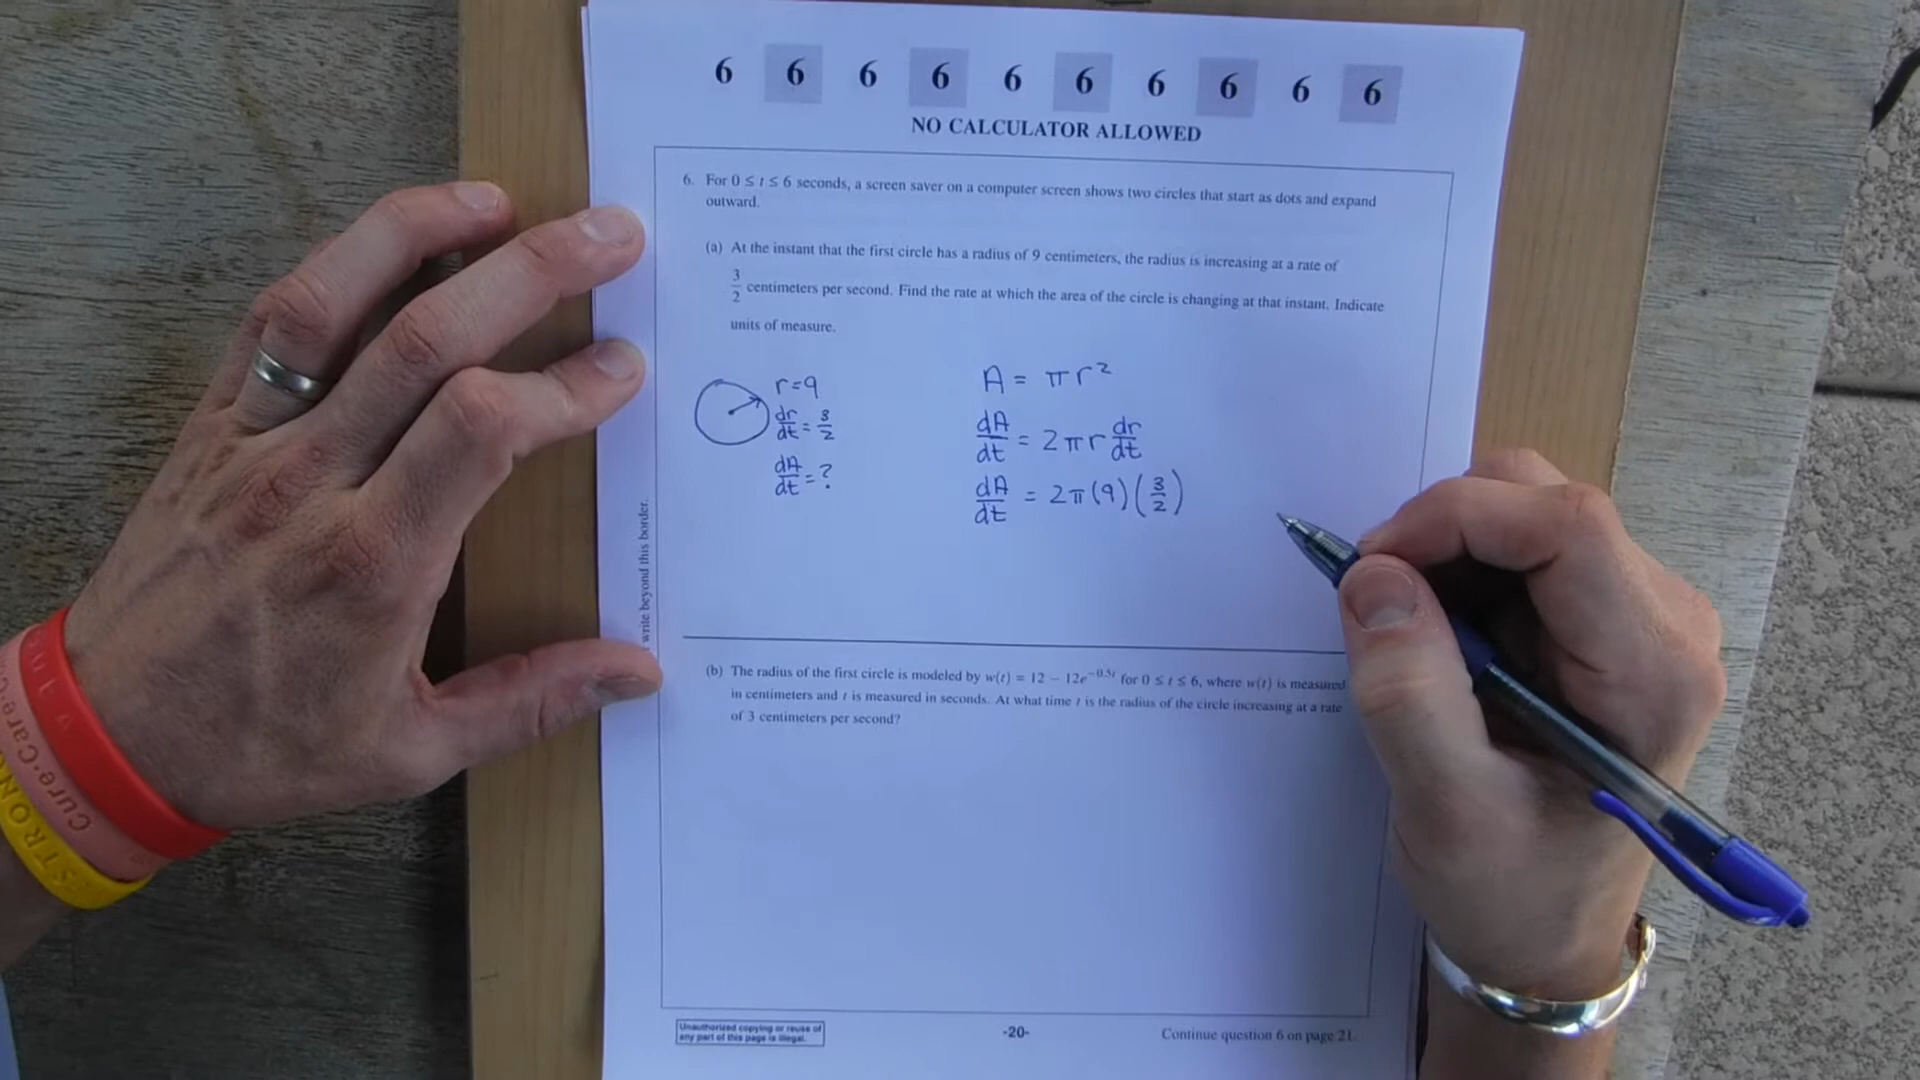 6 6 6 6 6 6 6 6 6 6
NO CALCULATOR ALLOWED
6. For 0 ≤ t ≤ 6 seconds, a screen saver on a computer screen shows two circles that start as dots and expand
outward.
(a) At the instant that the first circle has a radius of 9 centimeters, the radius is increasing at a rate of
3/2 centimeters per second. Find the rate at which the area of the circle is changing at that instant. Indicate
units of measure.
r=9
dr/dt = 3/2
dA/dt = ?
A = πr²
dA/dt = 2πr dr/dt
dA/dt = 2π(9)(3/2)
write beyond this border.
(b) The radius of the first circle is modeled by w(t) = 12 − 12e^−0.5t for 0 ≤ t ≤ 6, where w(t) is measured
in centimeters and t is measured in seconds. At what time t is the radius of the circle increasing at a rate
of 3 centimeters per second?
Unauthorized copying or reuse of
any part of this page is illegal.
-20-
Continue question 6 on page 21.
Cure•Care
STRON